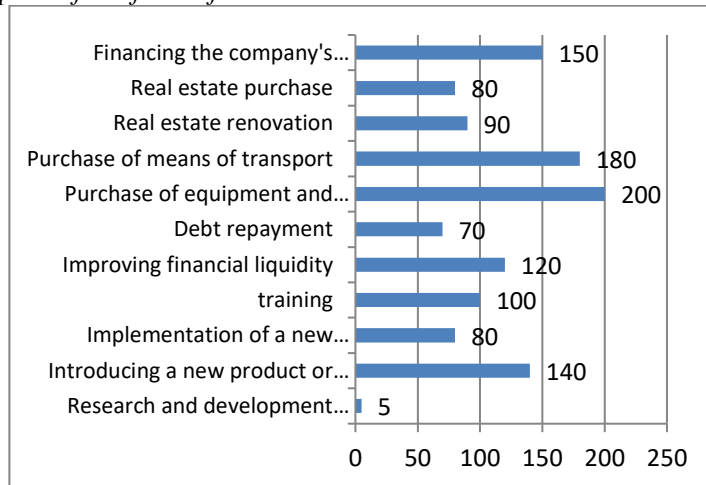 Financing the company's... 150
Real estate purchase 80
Real estate renovation 90
Purchase of means of transport 180
Purchase of equipment and... 200
Debt repayment 70
Improving financial liquidity 120
training 100
Implementation of a new... 80
Introducing a new product or... 140
Research and development... 5
0 50 100 150 200 250